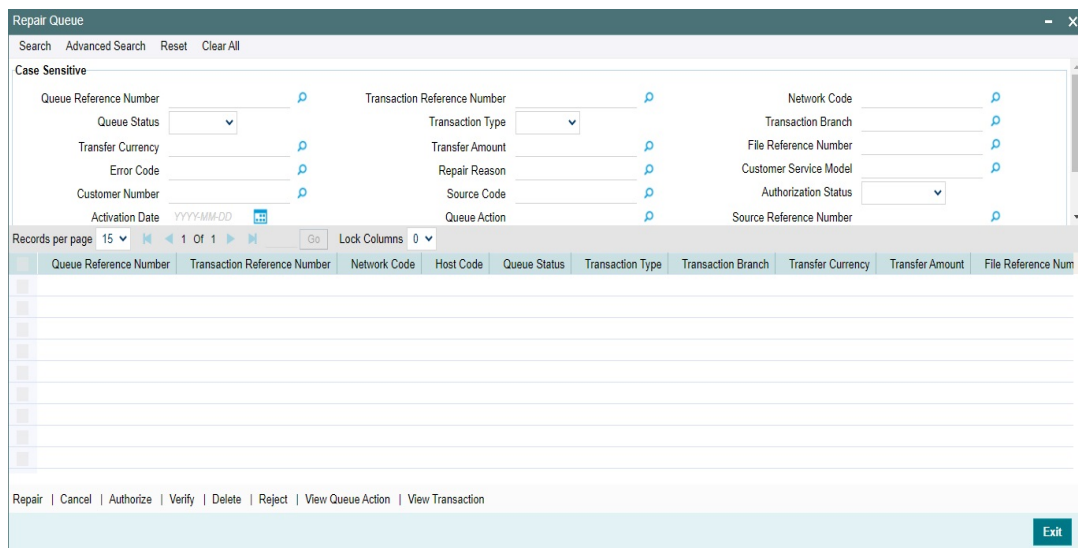 Repair Queue
Search Advanced Search Reset Clear All
Case Sensitive
Queue Reference Number Transaction Reference Number Network Code
Queue Status Transaction Type Transaction Branch
Transfer Currency Transfer Amount File Reference Number
Error Code Repair Reason Customer Service Model
Customer Number Source Code Authorization Status
Activation Date YYYY-MM-DD Queue Action Source Reference Number
Records per page 15 1 Of 1 Go Lock Columns 0
Queue Reference Number Transaction Reference Number Network Code Host Code Queue Status Transaction Type Transaction Branch Transfer Currency Transfer Amount File Reference Num
Repair | Cancel | Authorize | Verify | Delete | Reject | View Queue Action | View Transaction
Exit